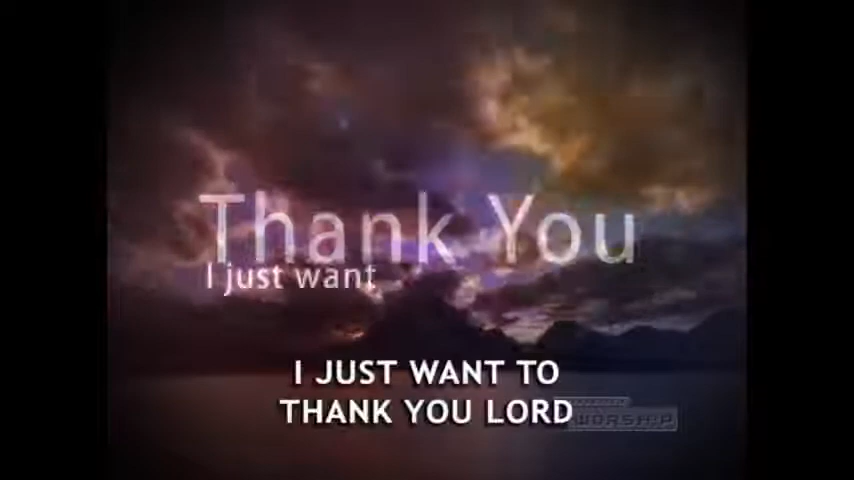 Thank You
I just want
I JUST WANT TO
THANK YOU LORD
WORSHIP